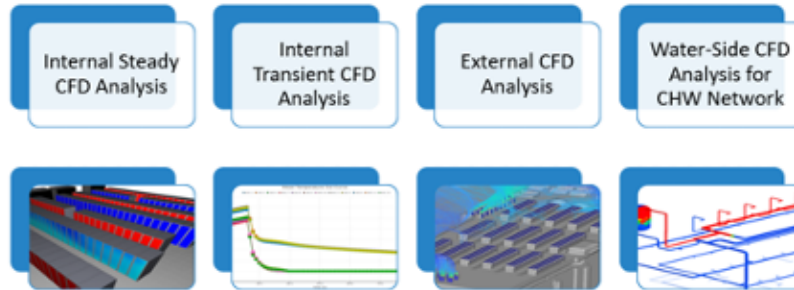 Internal Steady
CFD Analysis
Internal
Transient CFD
Analysis
External CFD
Analysis
Water-Side CFD
Analysis for
CHW Network